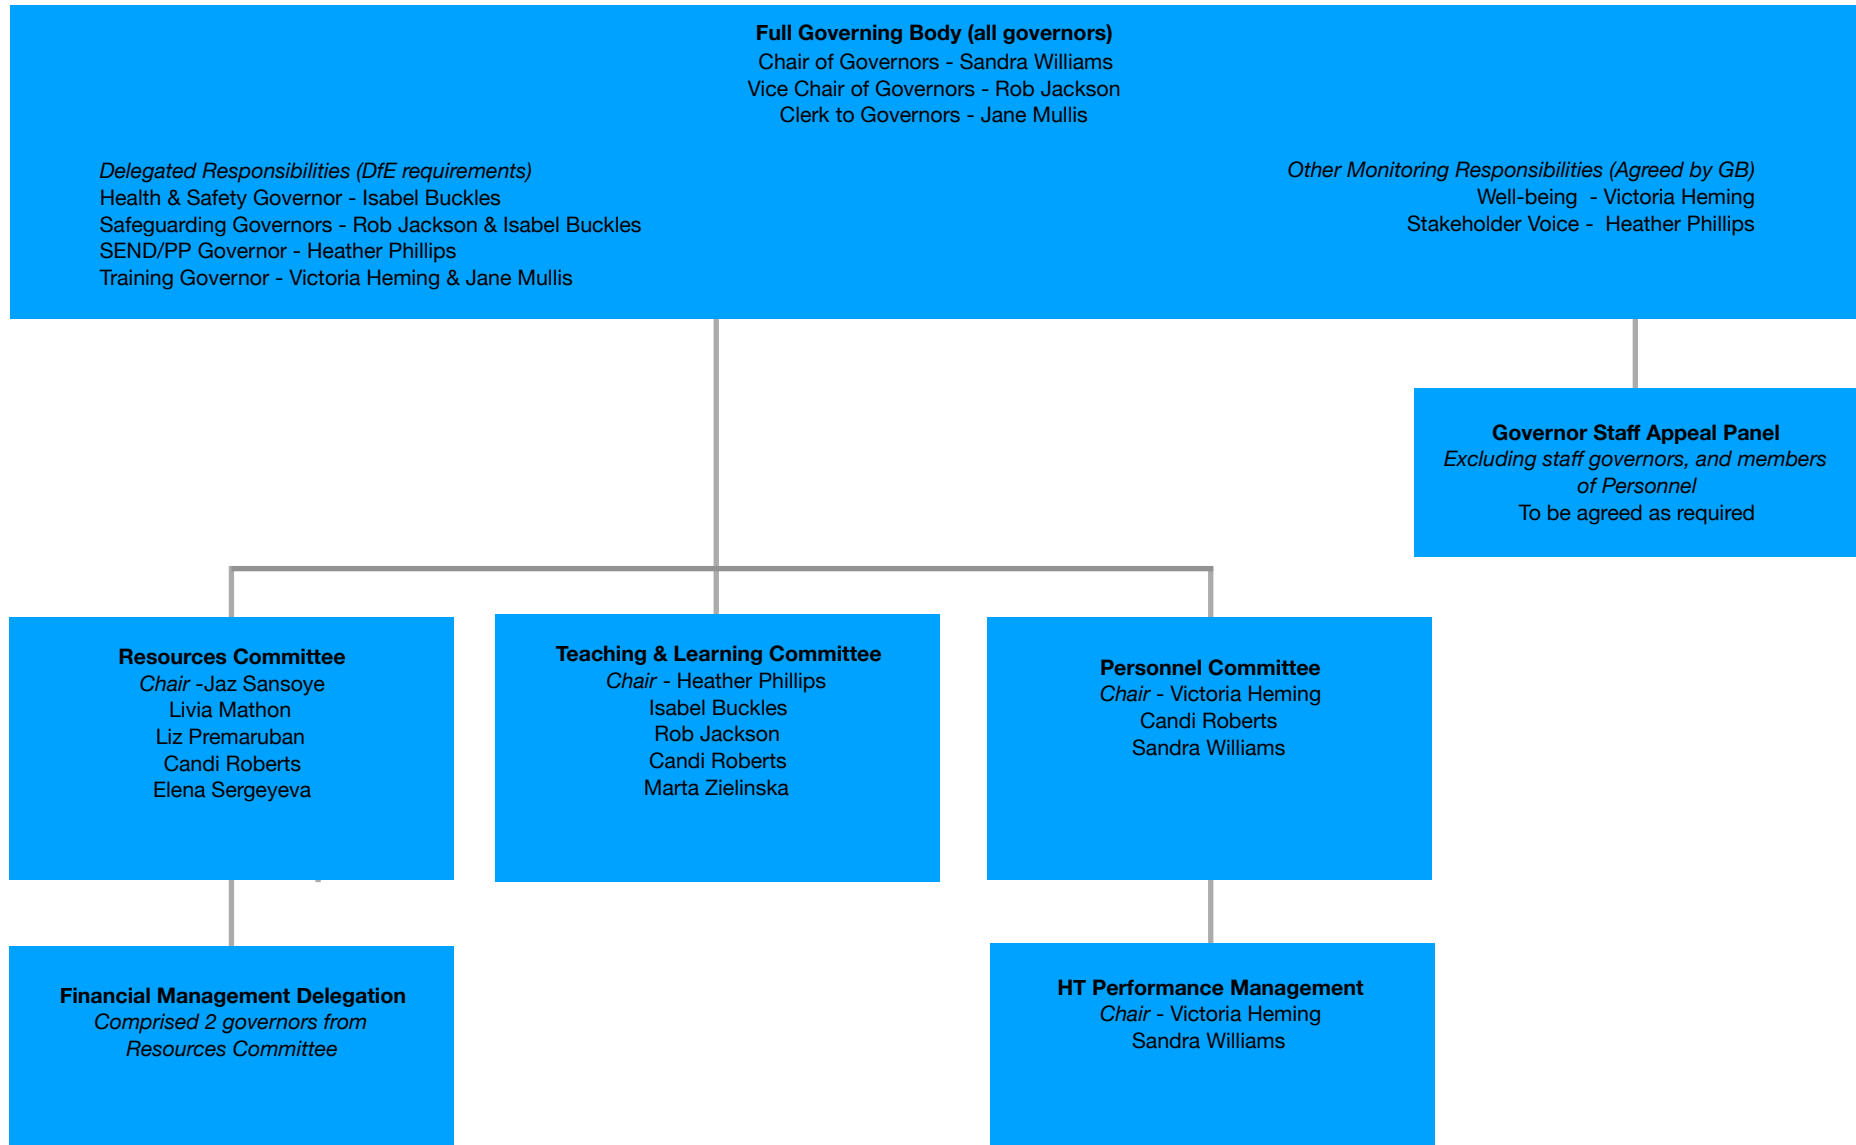 Full Governing Body (all governors)
Chair of Governors - Sandra Williams
Vice Chair of Governors - Rob Jackson
Clerk to Governors - Jane Mullis
Delegated Responsibilities (DfE requirements)
Health & Safety Governor - Isabel Buckles
Safeguarding Governors - Rob Jackson & Isabel Buckles
SEND/PP Governor - Heather Phillips
Training Governor - Victoria Heming & Jane Mullis
Other Monitoring Responsibilities (Agreed by GB)
Well-being - Victoria Heming
Stakeholder Voice - Heather Phillips
Governor Staff Appeal Panel
Excluding staff governors, and members
of Personnel
To be agreed as required
Resources Committee
Chair -Jaz Sansoye
Livia Mathon
Liz Premaruban
Candi Roberts
Elena Sergeyeva
Teaching & Learning Committee
Chair - Heather Phillips
Isabel Buckles
Rob Jackson
Candi Roberts
Marta Zielinska
Personnel Committee
Chair - Victoria Heming
Candi Roberts
Sandra Williams
Financial Management Delegation
Comprised 2 governors from
Resources Committee
HT Performance Management
Chair - Victoria Heming
Sandra Williams